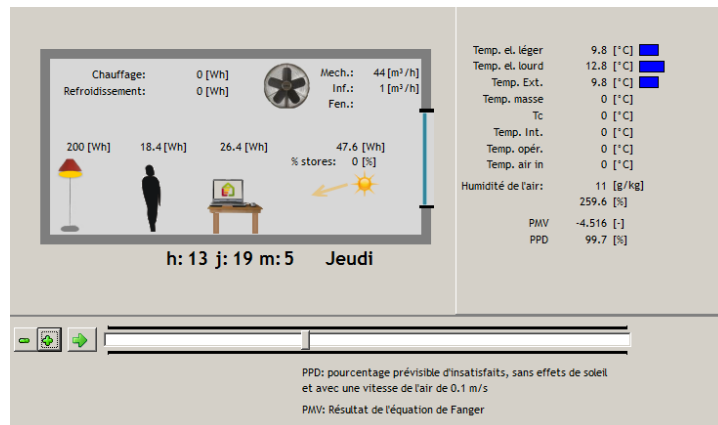 Chauffage: 0 [Wh]
Refroidissement: 0 [Wh]
Mech.: 44 [m³/h]
Inf.: 1 [m³/h]
Fen.:
200 [Wh] 18.4 [Wh] 26.4 [Wh] 47.6 [Wh]
% stores: 0 [%]
h: 13 j: 19 m: 5 Jeudi
Temp. el. léger 9.8 [°C]
Temp. el. lourd 12.8 [°C]
Temp. Ext. 9.8 [°C]
Temp. masse 0 [°C]
Tc 0 [°C]
Temp. Int. 0 [°C]
Temp. opér. 0 [°C]
Temp. air in 0 [°C]
Humidité de l'air: 11 [g/kg]
259.6 [%]
PMV -4.516 [-]
PPD 99.7 [%]
PPD: pourcentage prévisible d'insatisfaits, sans effets de soleil
et avec une vitesse de l'air de 0.1 m/s
PMV: Résultat de l'équation de Fanger